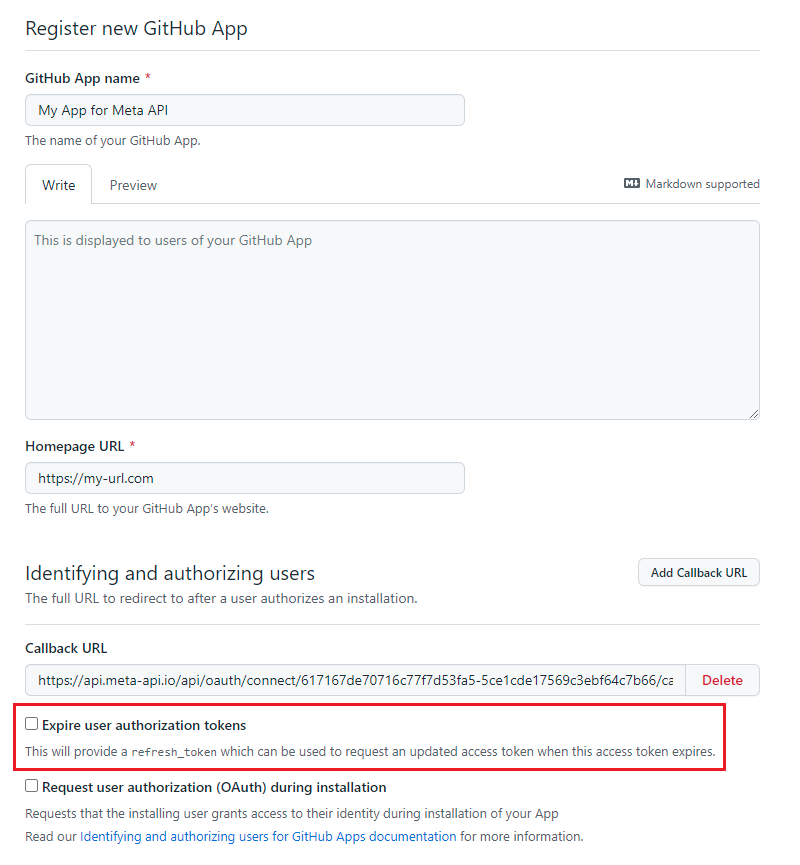 Register new GitHub App
GitHub App name *
My App for Meta API
The name of your GitHub App.
Write
Preview
Markdown supported
This is displayed to users of your GitHub App
Homepage URL *
https://my-url.com
The full URL to your GitHub App's website.
Identifying and authorizing users
Add Callback URL
The full URL to redirect to after a user authorizes an installation.
Callback URL
https://api.meta-api.io/api/oauth/connect/617167de70716c77f7d53fa5-5ce1cde17569c3ebf64c7b66/ca
Delete
Expire user authorization tokens
This will provide a refresh_token which can be used to request an updated access token when this access token expires.
Request user authorization (OAuth) during installation
Requests that the installing user grants access to their identity during installation of your App
Read our Identifying and authorizing users for GitHub Apps documentation for more information.